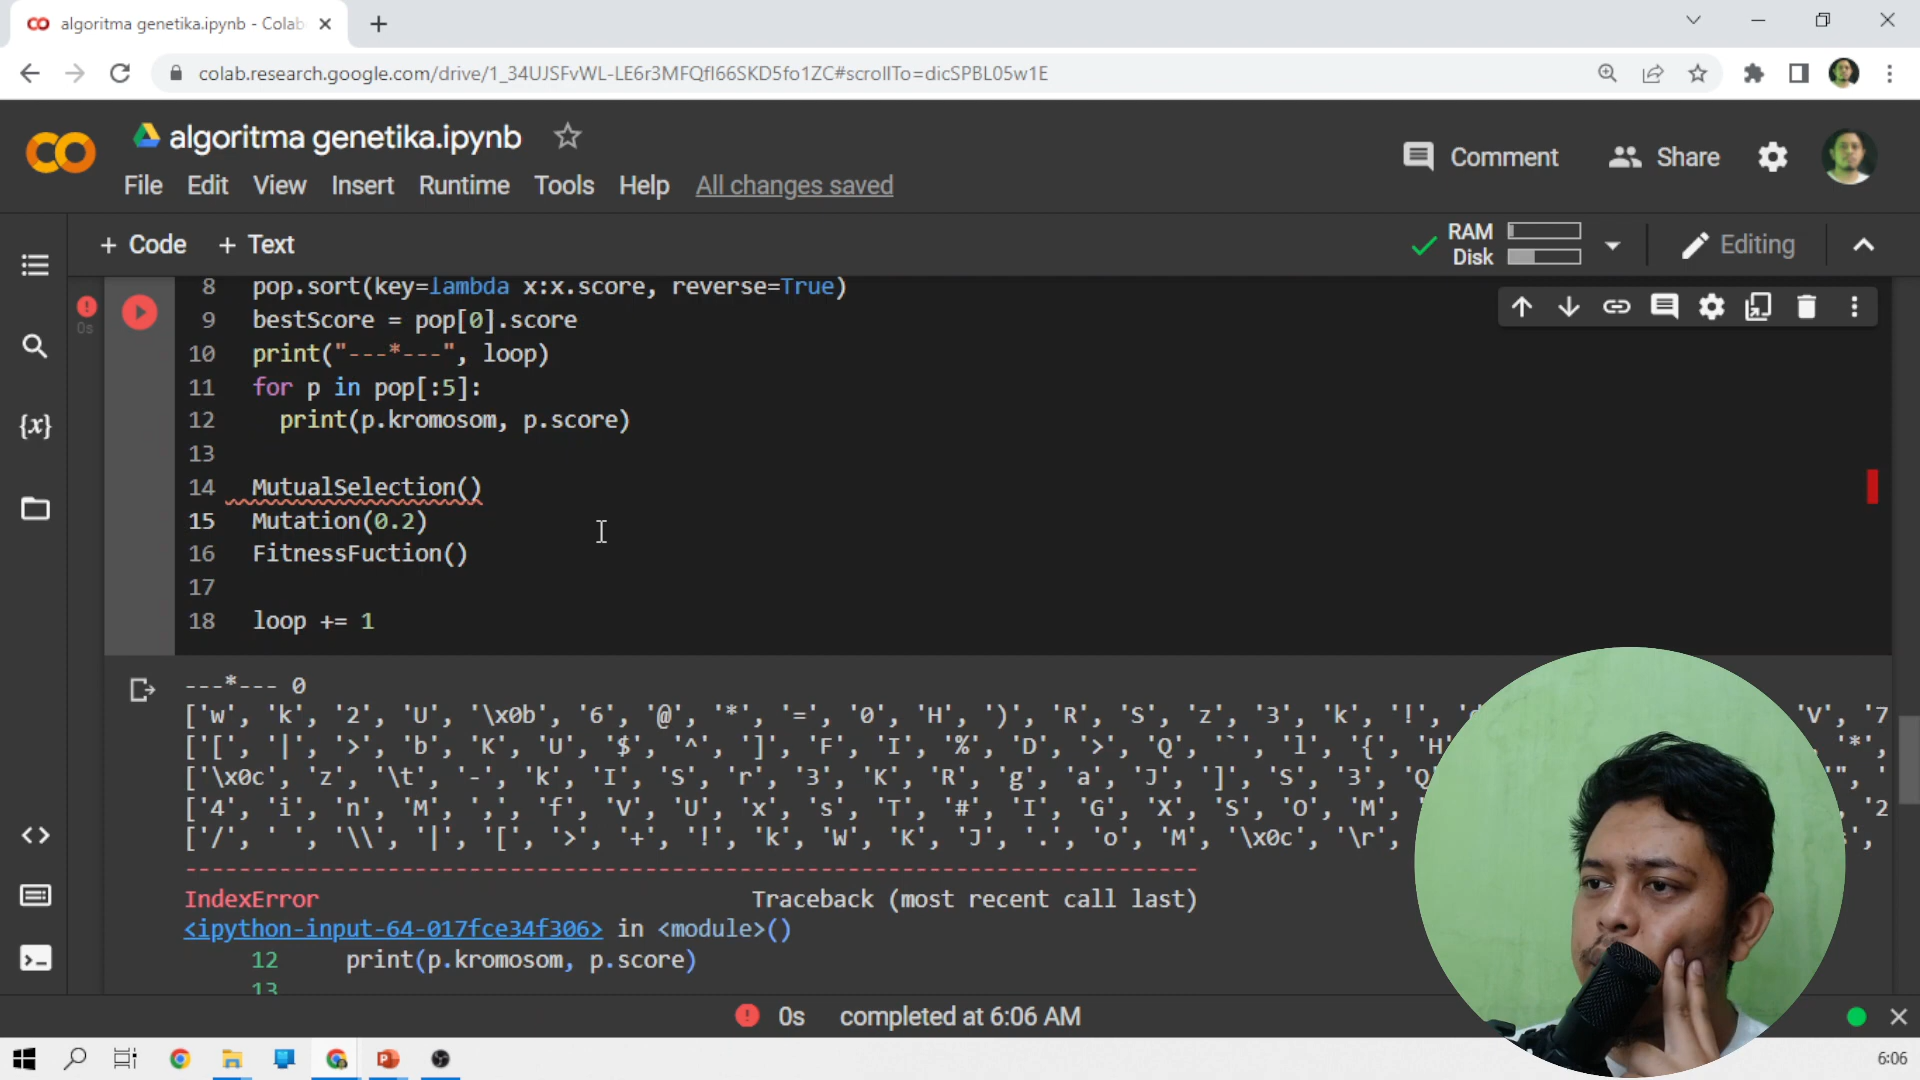 algoritma genetika.ipynb - Colab
colab.research.google.com/drive/1_34UJSFvWL-LE6r3MFQfI66SKD5fo1ZC#scrollTo=dicSPBL05w1E
algoritma genetika.ipynb
Comment Share
File Edit View Insert Runtime Tools Help All changes saved
+ Code + Text
RAM
Disk
Editing
8 pop.sort(key=lambda x:x.score, reverse=True)
9 bestScore = pop[0].score
10 print("---*---", loop)
11 for p in pop[:5]:
12 print(p.kromosom, p.score)
13
14 MutualSelection()
15 Mutation(0.2)
16 FitnessFuction()
17
18 loop += 1
0s
---*--- 0
['w', 'k', '2', 'U', '\x0b', '6', '@', '*', '=', '0', 'H', ')', 'R', 'S', 'z', '3', 'k', '!', 'V', '7
['[', '|', '>', 'b', 'K', 'U', '$', '^', ']', 'F', 'I', '%', 'D', '>', 'Q', '`', 'l', '{', 'H '*',
['\x0c', 'z', '\t', '-', 'k', 'I', 'S', 'r', '3', 'K', 'R', 'g', 'a', 'J', ']', 'S', '3', 'Q ", '
['4', 'i', 'n', 'M', ',', 'f', 'V', 'U', 'x', 's', 'T', '#', 'I', 'G', 'X', 'S', 'O', 'M', '2
['/', ' ', '\\', '|', '[', '>', '+', '!', 'k', 'W', 'K', 'J', '.', 'o', 'M', '\x0c', '\r',
---------------------------------------------------------------------------
IndexError Traceback (most recent call last)
<ipython-input-64-017fce34f306> in <module>()
12 print(p.kromosom, p.score)
13
0s completed at 6:06 AM
6:06